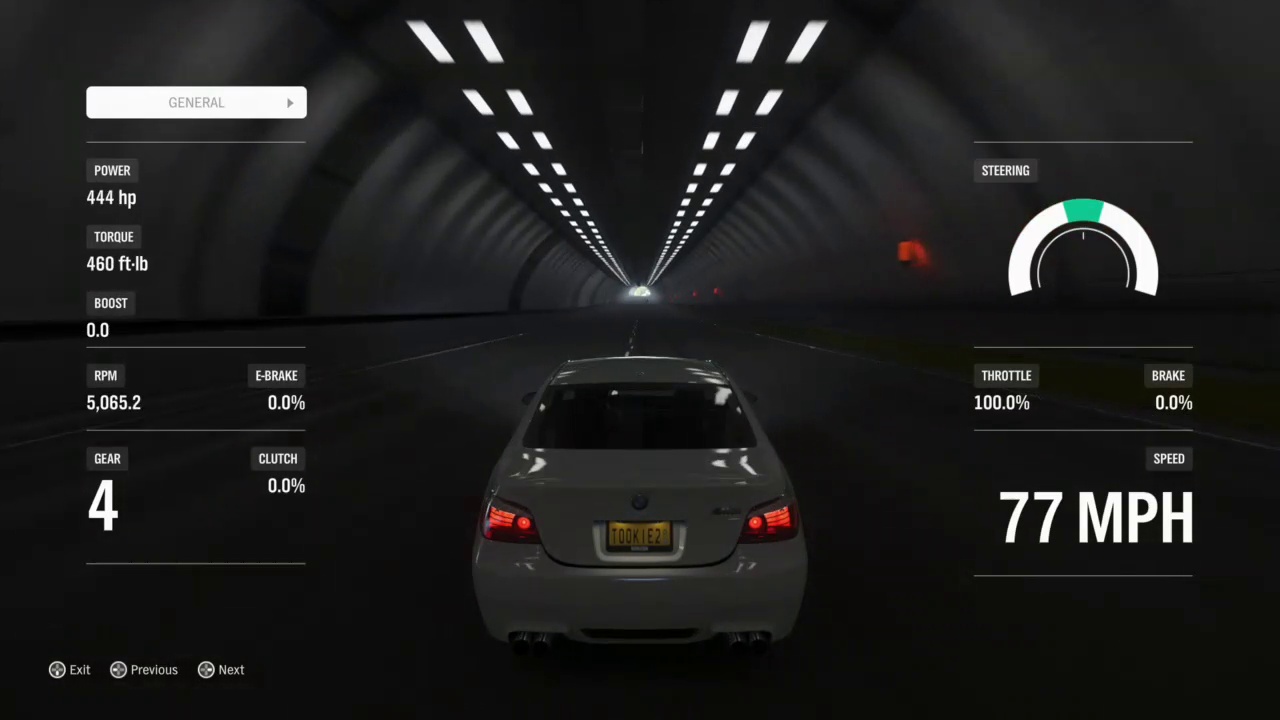 GENERAL
POWER
444 hp
TORQUE
460 ft·lb
BOOST
0.0
RPM
E-BRAKE
5,065.2
0.0%
GEAR
CLUTCH
4
0.0%
STEERING
THROTTLE
BRAKE
100.0%
0.0%
SPEED
77 MPH
TOOKIE2
Exit
Previous
Next